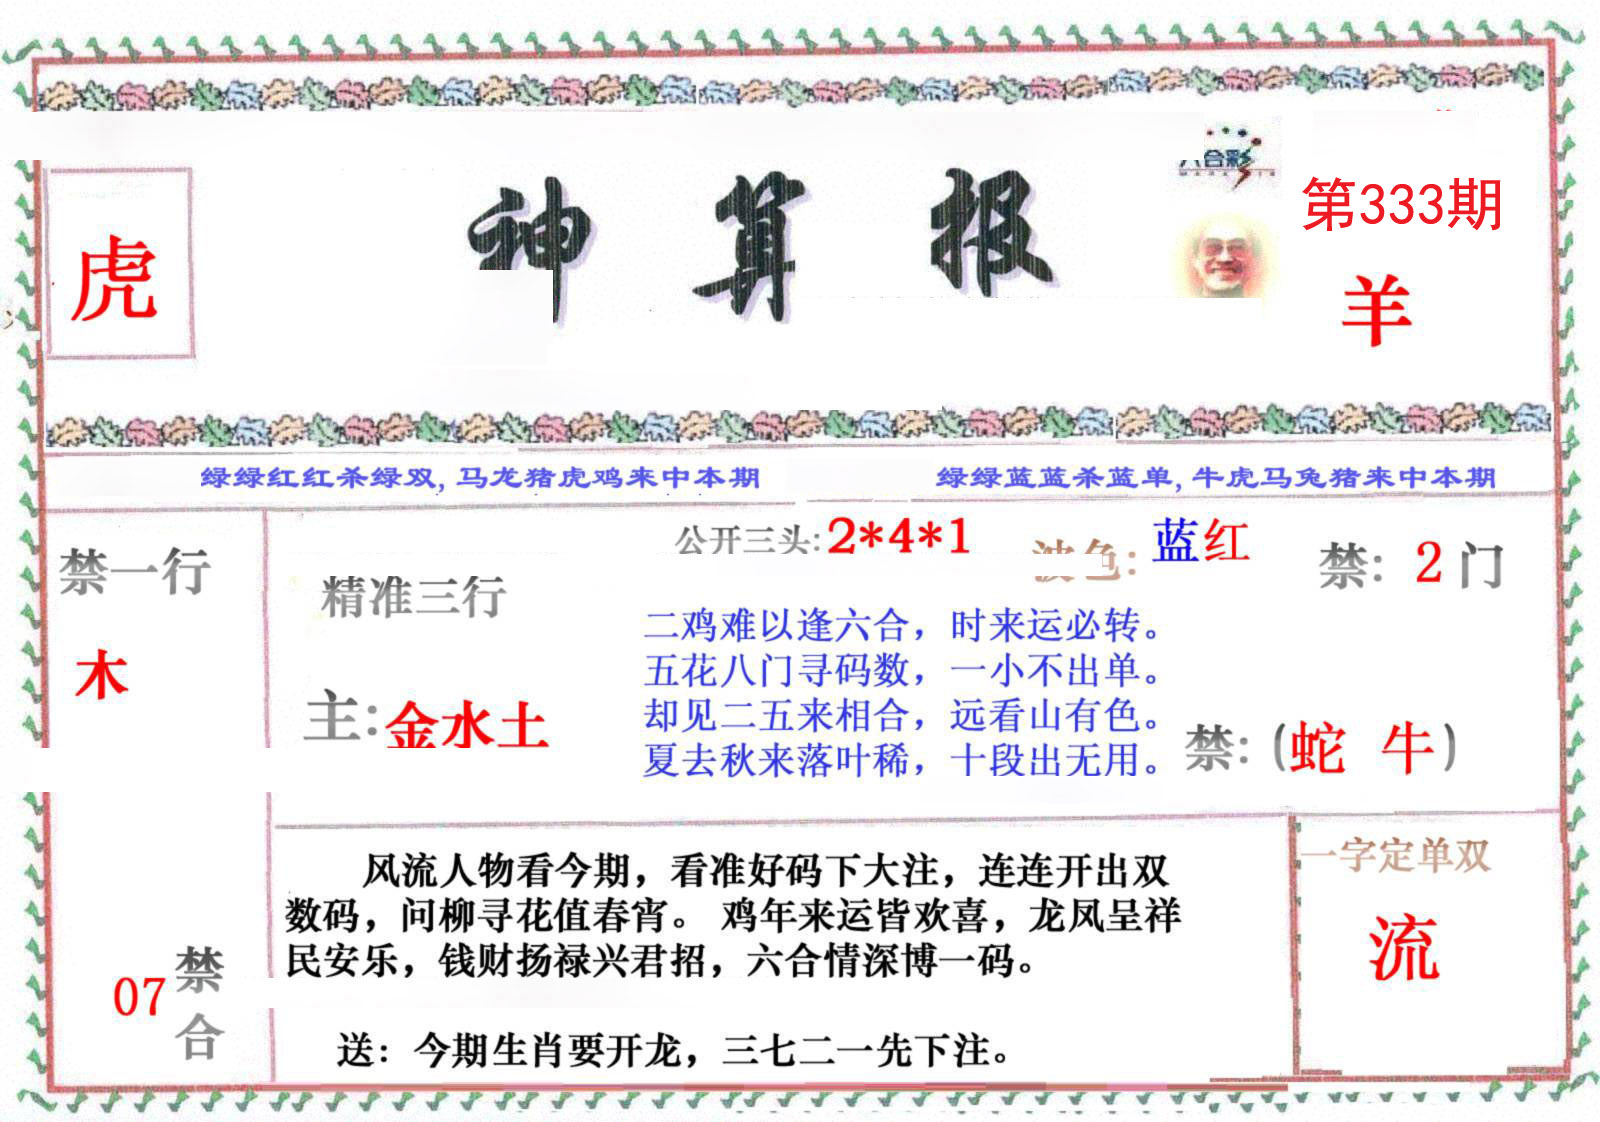 神算报
六合彩
第333期
虎
羊
绿绿红红杀绿双,马龙猪虎鸡来中本期
绿绿蓝蓝杀蓝单,牛虎马兔猪来中本期
公开三头:2*4*1
波色:蓝红
禁:2门
禁一行
木
精准三行
主:金水土
二鸡难以逢六合，时来运必转。
五花八门寻码数，一小不出单。
却见二五来相合，远看山有色。
夏去秋来落叶稀，十段出无用。
禁:(蛇 牛)
风流人物看今期，看准好码下大注，连连开出双
数码，问柳寻花值春宵。 鸡年来运皆欢喜，龙凤呈祥
民安乐，钱财扬禄兴君招，六合情深博一码。
送：今期生肖要开龙，三七二一先下注。
07
禁合
一字定单双
流